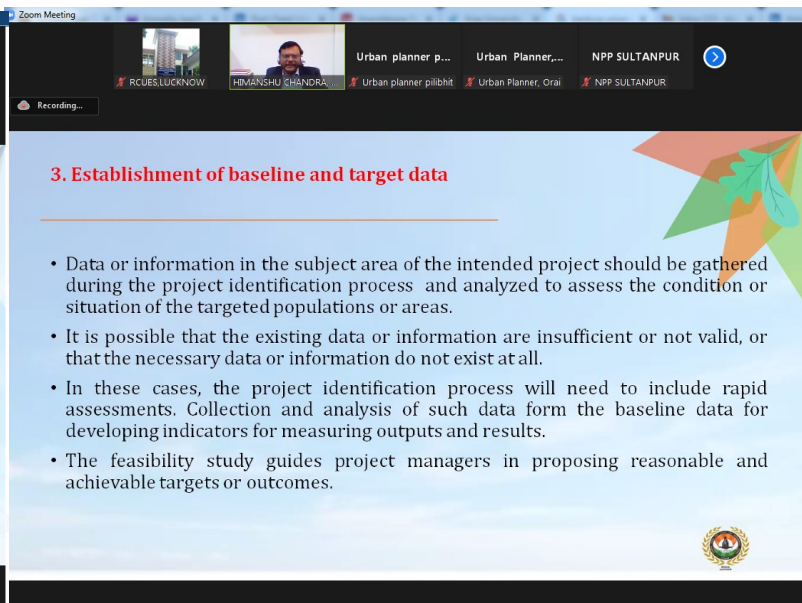 Zoom Meeting
Urban planner p...
Urban Planner,...
NPP SULTANPUR
RCUES,LUCKNOW
HIMANSHU CHANDRA, ...
Urban planner pilibhit
Urban Planner, Orai
NPP SULTANPUR
Recording...
3. Establishment of baseline and target data
• Data or information in the subject area of the intended project should be gathered
during the project identification process and analyzed to assess the condition or
situation of the targeted populations or areas.
• It is possible that the existing data or information are insufficient or not valid, or
that the necessary data or information do not exist at all.
• In these cases, the project identification process will need to include rapid
assessments. Collection and analysis of such data form the baseline data for
developing indicators for measuring outputs and results.
• The feasibility study guides project managers in proposing reasonable and
achievable targets or outcomes.